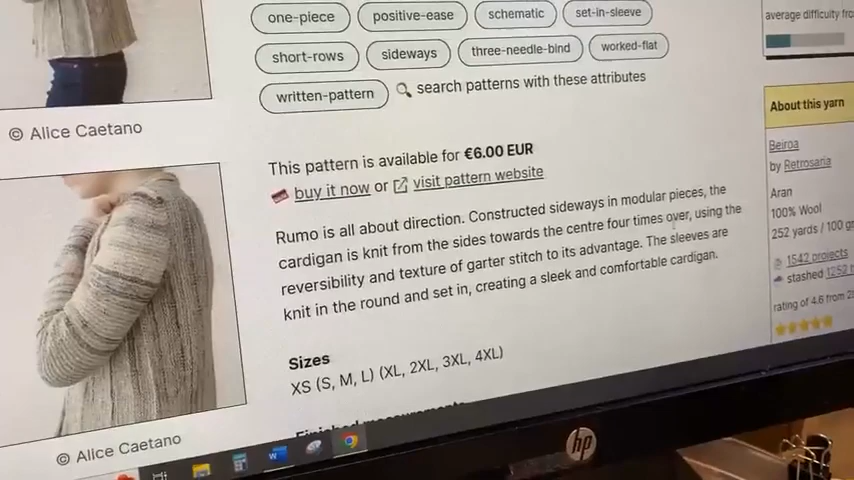 one-piece
positive-ease
schematic
set-in-sleeve
short-rows
sideways
three-needle-bind
worked-flat
written-pattern
search patterns with these attributes
© Alice Caetano
This pattern is available for €6.00 EUR
buy it now or visit pattern website
Rumo is all about direction. Constructed sideways in modular pieces, the
cardigan is knit from the sides towards the centre four times over, using the
reversibility and texture of garter stitch to its advantage. The sleeves are
knit in the round and set in, creating a sleek and comfortable cardigan.
Sizes
XS (S, M, L) (XL, 2XL, 3XL, 4XL)
© Alice Caetano
average difficulty
About this yarn
Beiroa
by Retrosaria
Aran
100% Wool
252 yards / 100
1542 projects
stashed
rating of 4.6 from
hp